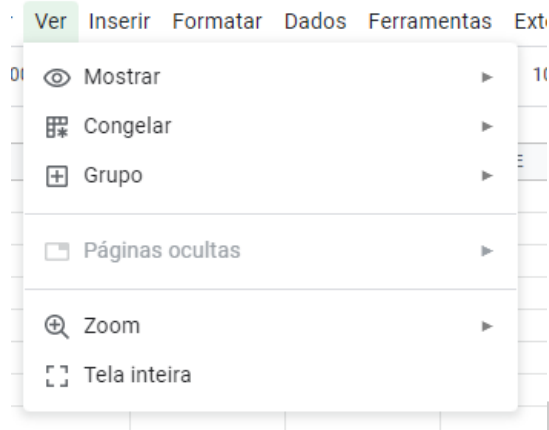 Ver Inserir Formatar Dados Ferramentas
Mostrar
Congelar
Grupo
Páginas ocultas
Zoom
Tela inteira